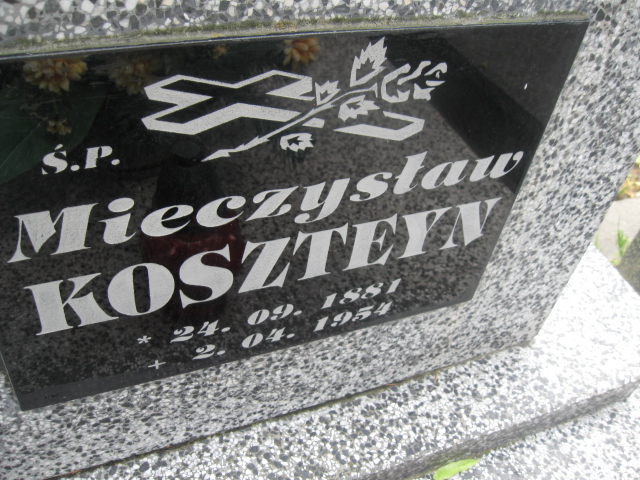 Ś.P.
Mieczysław
KOSZTEYN
* 24. 09. 1881
+ 2. 04. 1954